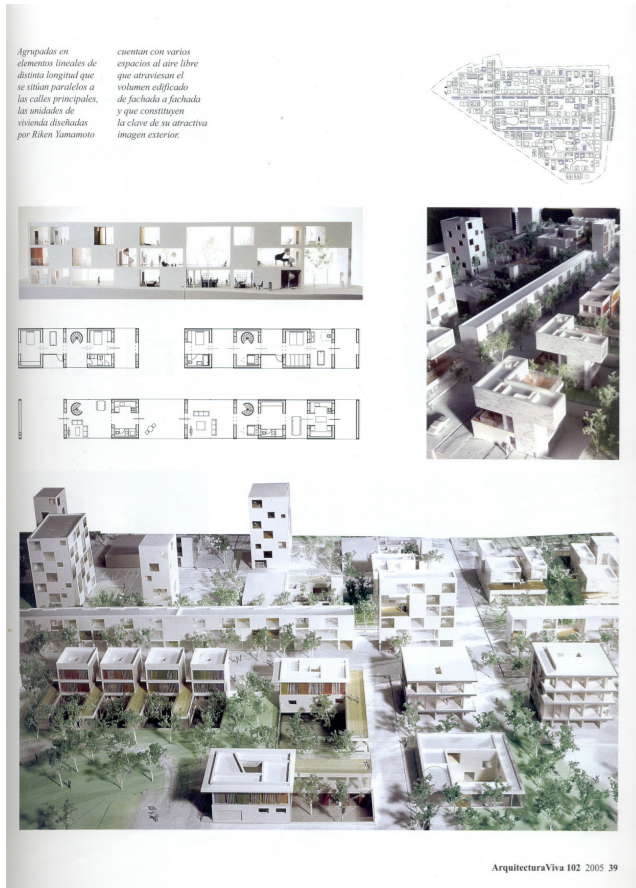 Agrupadas en
elementos lineales de
distinta longitud que
se sitúan paralelos a
las calles principales,
las unidades de
vivienda diseñadas
por Riken Yamamoto
cuentan con varios
espacios al aire libre
que atraviesan el
volumen edificado
de fachada a fachada
y que constituyen
la clave de su atractiva
imagen exterior.
ArquitecturaViva 102 2005 39